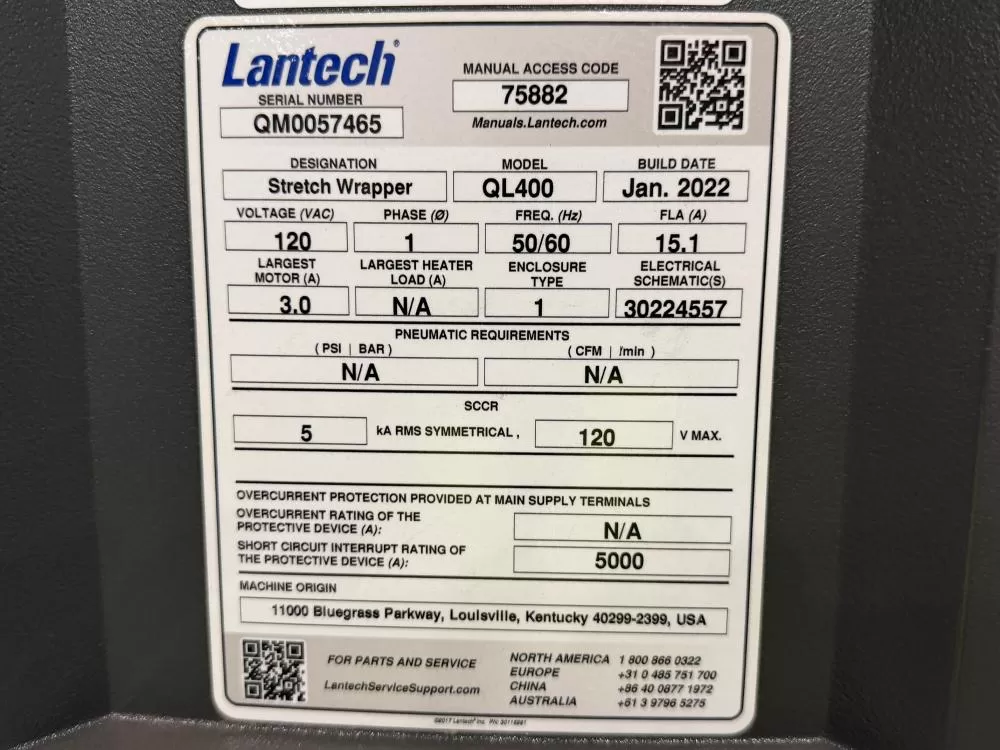 Lantech®
MANUAL ACCESS CODE
SERIAL NUMBER
75882
QM0057465
Manuals.Lantech.com
DESIGNATION MODEL BUILD DATE
Stretch Wrapper QL400 Jan. 2022
VOLTAGE (VAC) PHASE (Ø) FREQ. (Hz) FLA (A)
120 1 50/60 15.1
LARGEST MOTOR (A) LARGEST HEATER LOAD (A) ENCLOSURE TYPE ELECTRICAL SCHEMATIC(S)
3.0 N/A 1 30224557
PNEUMATIC REQUIREMENTS
( PSI | BAR ) ( CFM | /min )
N/A N/A
SCCR
5 kA RMS SYMMETRICAL , 120 V MAX.
OVERCURRENT PROTECTION PROVIDED AT MAIN SUPPLY TERMINALS
OVERCURRENT RATING OF THE
PROTECTIVE DEVICE (A): N/A
SHORT CIRCUIT INTERRUPT RATING OF
THE PROTECTIVE DEVICE (A): 5000
MACHINE ORIGIN
11000 Bluegrass Parkway, Louisville, Kentucky 40299-2399, USA
FOR PARTS AND SERVICE
LantechServiceSupport.com
NORTH AMERICA 1 800 866 0322
EUROPE +31 0 485 751 700
CHINA +86 40 0877 1972
AUSTRALIA +61 3 9796 5275
©2017 Lantech® Inc.